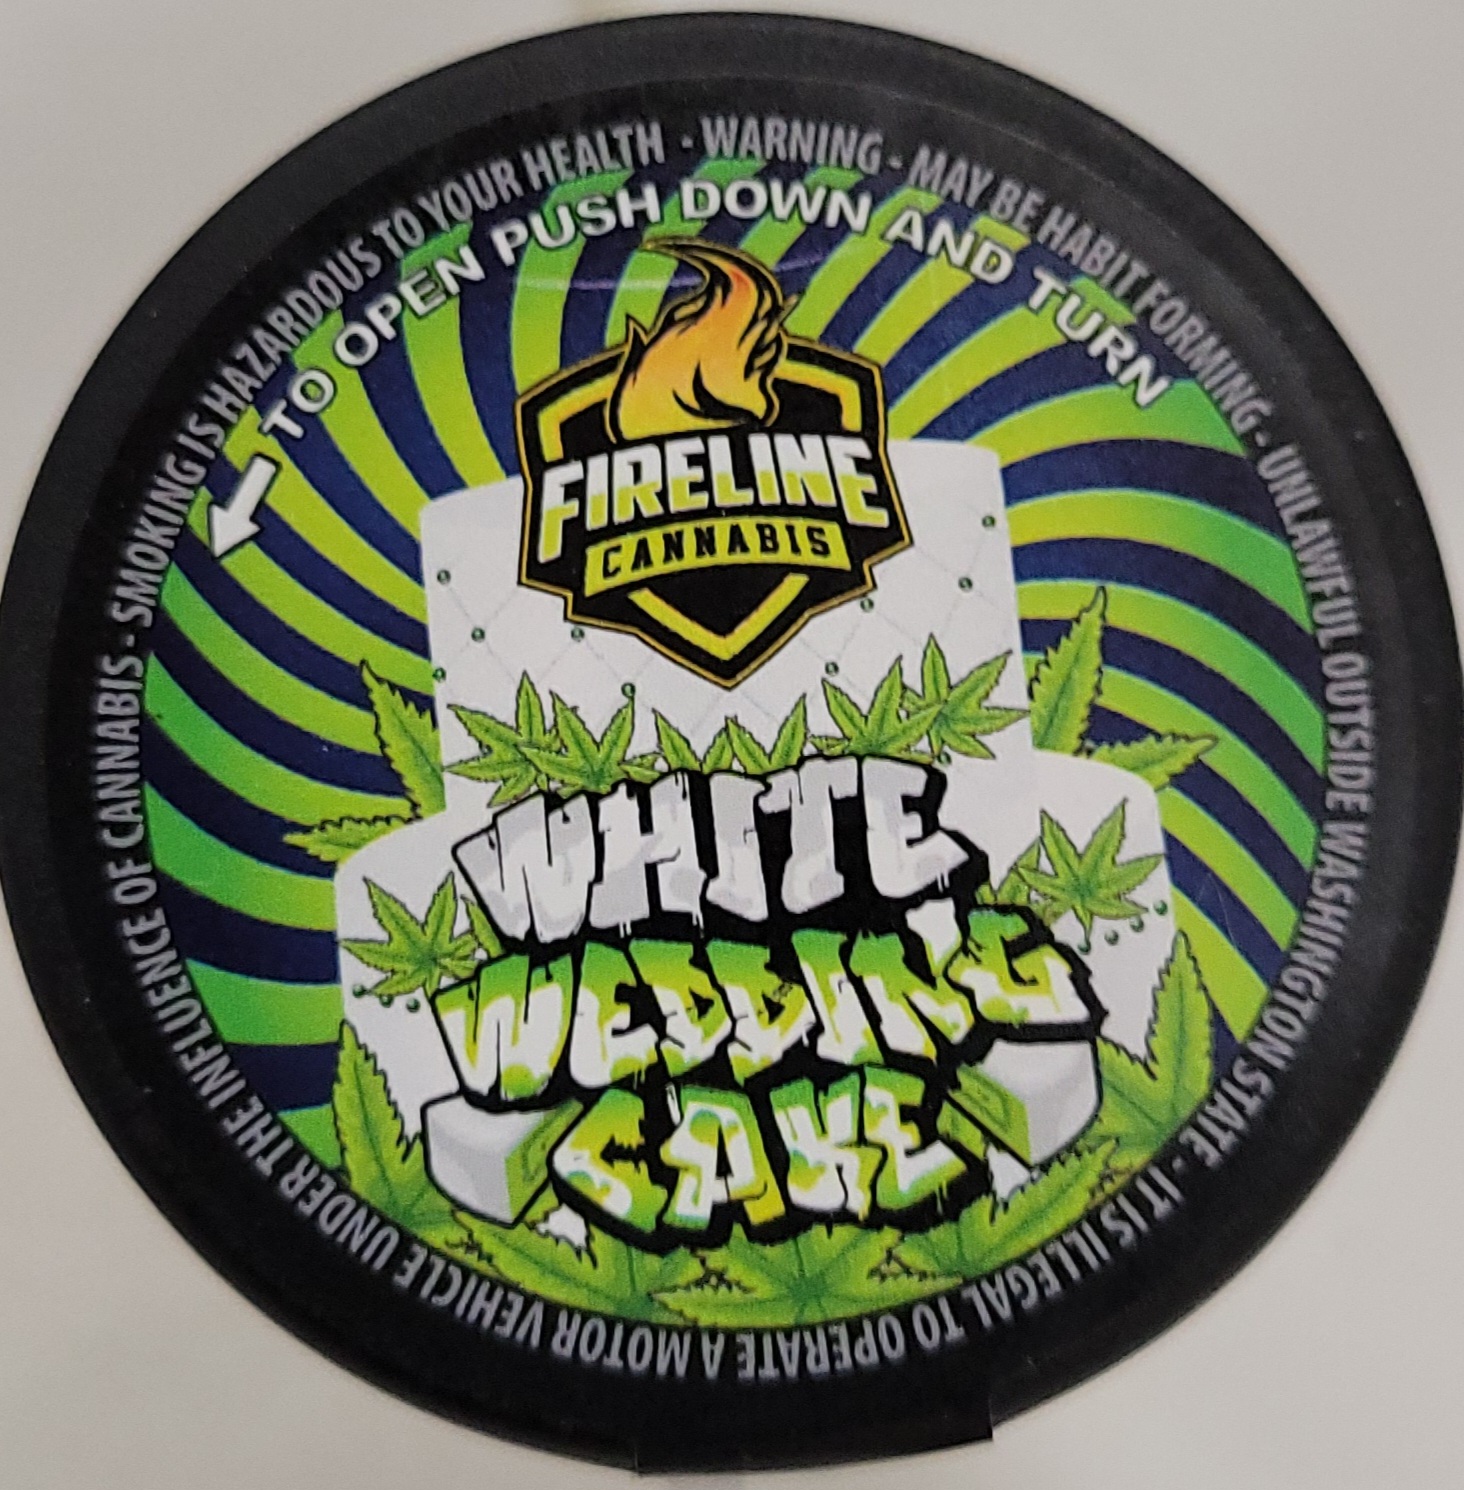 - WARNING - MAY BE HABIT FORMING - UNLAWFUL OUTSIDE WASHINGTON STATE . IT IS ILLEGAL TO OPERATE A MOTOR VEHICLE UNDER THE INFLUENCE OF CANNABIS - SMOKING IS HAZARDOUS TO YOUR HEALTH
TO OPEN PUSH DOWN AND TURN
FIRELINE
CANNABIS
WHITE
WEDDING
CAKE